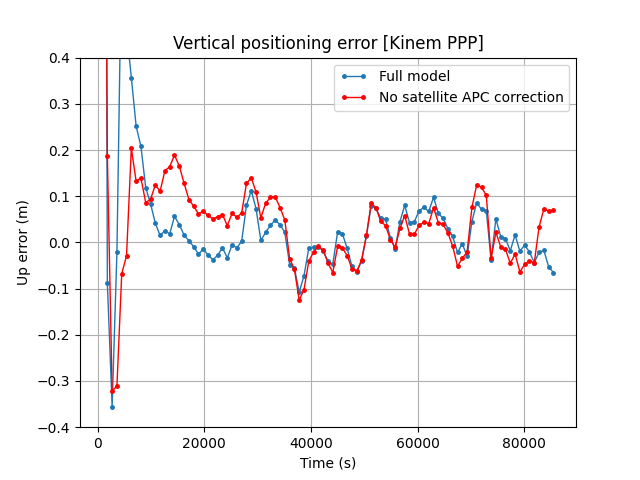 Vertical positioning error [Kinem PPP]
Full model
No satellite APC correction
Up error (m)
0.4
0.3
0.2
0.1
0.0
−0.1
−0.2
−0.3
−0.4
0 20000 40000 60000 80000
Time (s)